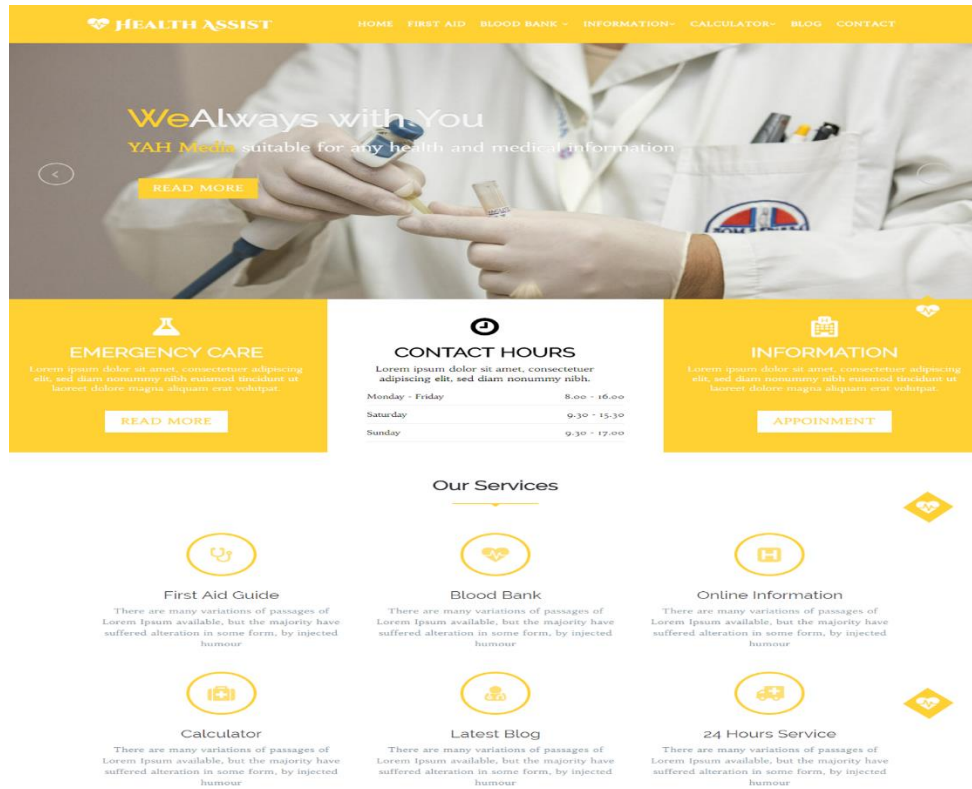 HEALTH ASSIST
HOME FIRST AID BLOOD BANK INFORMATION CALCULATOR BLOG CONTACT
WeAlways with You
YAH Media suitable for any health and medical information
READ MORE
EMERGENCY CARE
Lorem ipsum dolor sit amet, consectetuer adipiscing
elit, sed diam nonummy nibh euismod tincidunt ut
laoreet dolore magna aliquam erat volutpat.
READ MORE
CONTACT HOURS
Lorem ipsum dolor sit amet, consectetuer
adipiscing elit, sed diam nonummy nibh.
Monday - Friday 8.00 - 16.00
Saturday 9.30 - 15.30
Sunday 9.30 - 17.00
INFORMATION
Lorem ipsum dolor sit amet, consectetuer adipiscing
elit, sed diam nonummy nibh euismod tincidunt ut
laoreet dolore magna aliquam erat volutpat.
APPOINMENT
Our Services
First Aid Guide
There are many variations of passages of
Lorem Ipsum available, but the majority have
suffered alteration in some form, by injected
humour
Blood Bank
There are many variations of passages of
Lorem Ipsum available, but the majority have
suffered alteration in some form, by injected
humour
Online Information
There are many variations of passages of
Lorem Ipsum available, but the majority have
suffered alteration in some form, by injected
humour
Calculator
There are many variations of passages of
Lorem Ipsum available, but the majority have
suffered alteration in some form, by injected
humour
Latest Blog
There are many variations of passages of
Lorem Ipsum available, but the majority have
suffered alteration in some form, by injected
humour
24 Hours Service
There are many variations of passages of
Lorem Ipsum available, but the majority have
suffered alteration in some form, by injected
humour